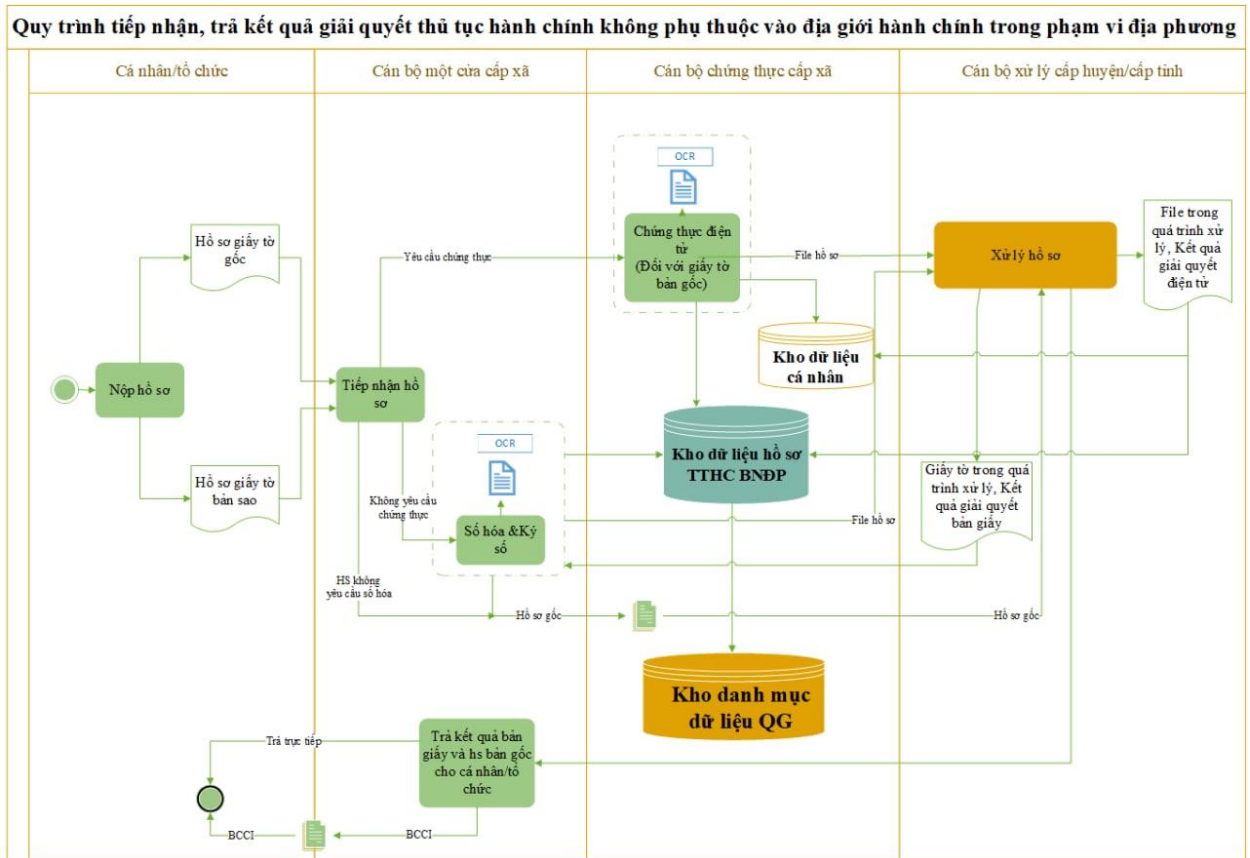 Quy trình tiếp nhận, trả kết quả giải quyết thủ tục hành chính không phụ thuộc vào địa giới hành chính trong phạm vi địa phương
Cá nhân/tổ chức
Cán bộ một cửa cấp xã
Cán bộ chứng thực cấp xã
Cán bộ xử lý cấp huyện/cấp tỉnh
OCR
Hồ sơ giấy tờ
gốc
Yêu cầu chứng thực
Chứng thực điện
tử
(Đối với giấy tờ
bản gốc)
File hồ sơ
Xử lý hồ sơ
File trong
quá trình xử
lý, Kết quả
giải quyết
điện tử
Kho dữ liệu
cá nhân
Nộp hồ sơ
Tiếp nhận hồ
sơ
OCR
Kho dữ liệu hồ sơ
TTHC BNĐP
Hồ sơ giấy tờ
bản sao
Không yêu cầu
chứng thực
Số hóa &Ký
số
File hồ sơ
Giấy tờ trong quá
trình xử lý, Kết
quả giải quyết
bản giấy
HS không
yêu cầu số hóa
Hồ sơ gốc
Hồ sơ gốc
Kho danh mục
dữ liệu QG
Trả trực tiếp
Trả kết quả bản
giấy và hs bản gốc
cho cá nhân/tổ
chức
BCCI
BCCI